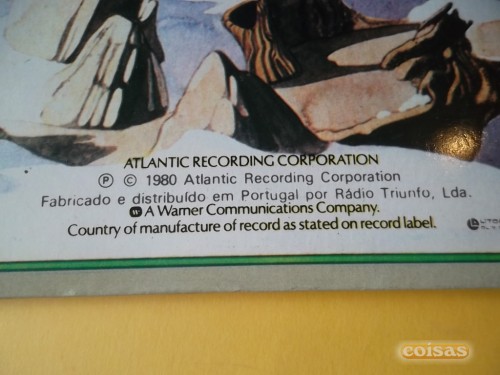 ATLANTIC RECORDING CORPORATION
℗ © 1980 Atlantic Recording Corporation
Fabricado e distribuído em Portugal por Rádio Triunfo, Lda.
A Warner Communications Company.
Country of manufacture of record as stated on record label.
coisas